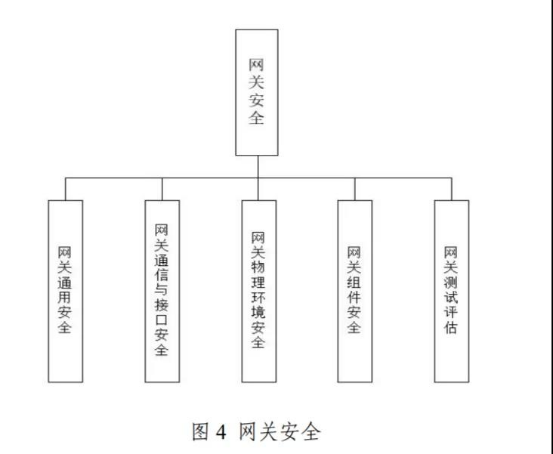 网关安全
网关通用安全
网关通信与接口安全
网关物理环境安全
网关组件安全
网关测试评估
图 4 网关安全